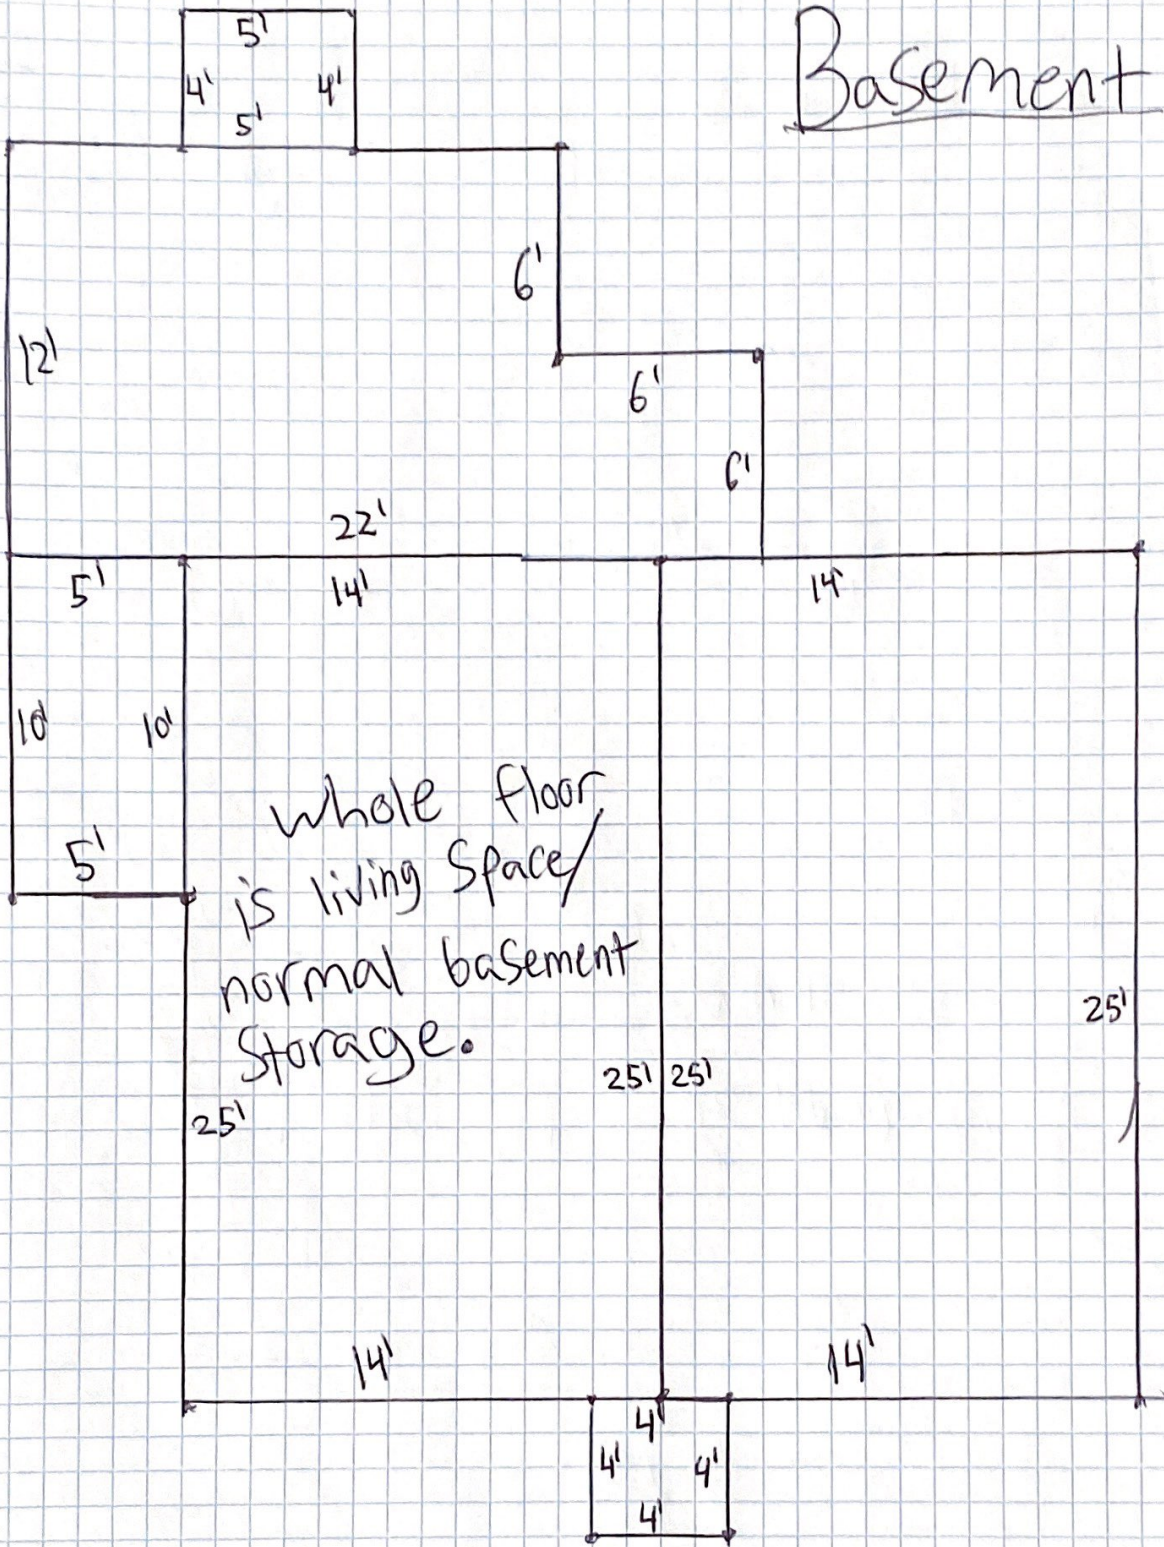 Basement
5'
4' 4'
5'
6'
12'
6'
6'
22'
5' 14' 14'
10' 10'
whole floor
5'
is living Space/
normal basement
25'
Storage.
25' 25'
25'
14' 14'
4'
4' 4'
4'